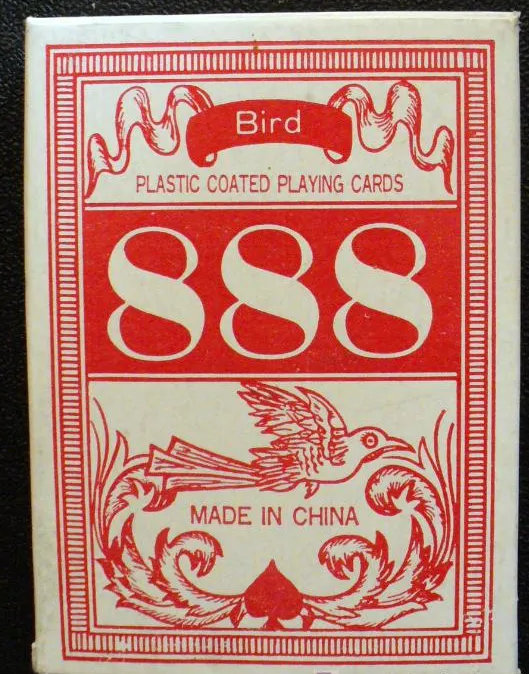 Bird
PLASTIC COATED PLAYING CARDS
888
MADE IN CHINA